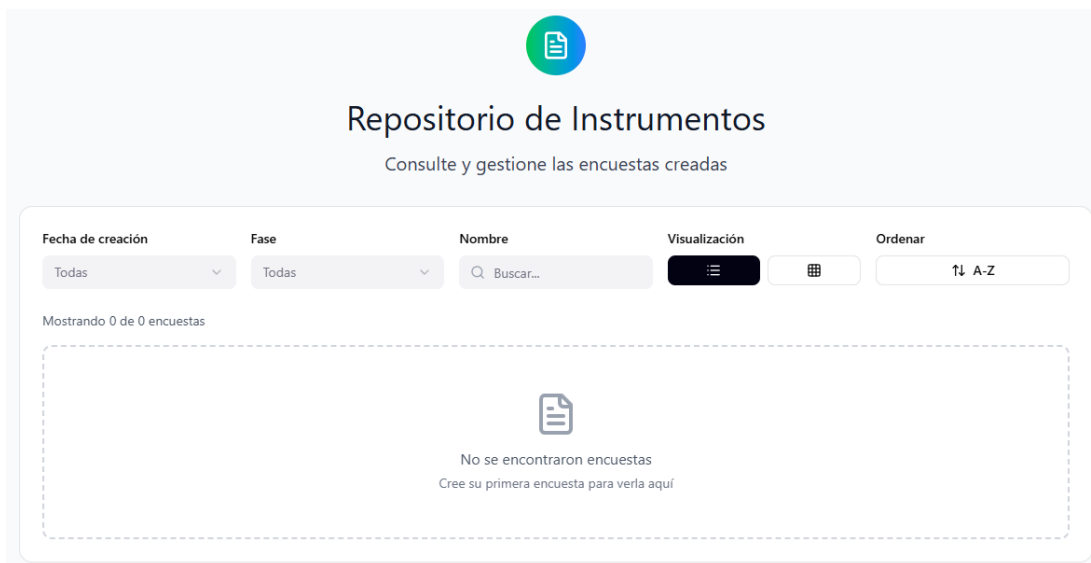 Repositorio de Instrumentos
Consulte y gestione las encuestas creadas
Fecha de creación
Fase
Nombre
Visualización
Ordenar
Todas
Todas
Buscar...
A-Z
Mostrando 0 de 0 encuestas
No se encontraron encuestas
Cree su primera encuesta para verla aquí